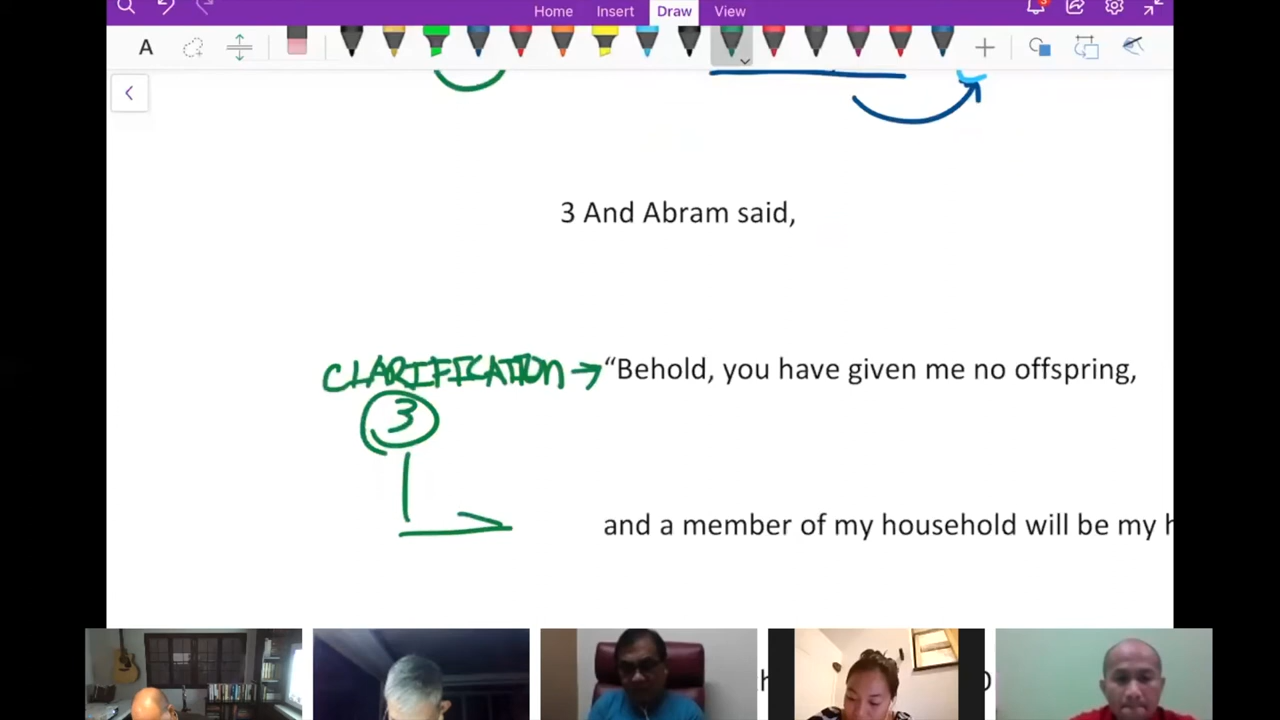 Home Insert Draw View
A
3 And Abram said,
CLARIFICATION → “Behold, you have given me no offspring,
3
and a member of my household will be my